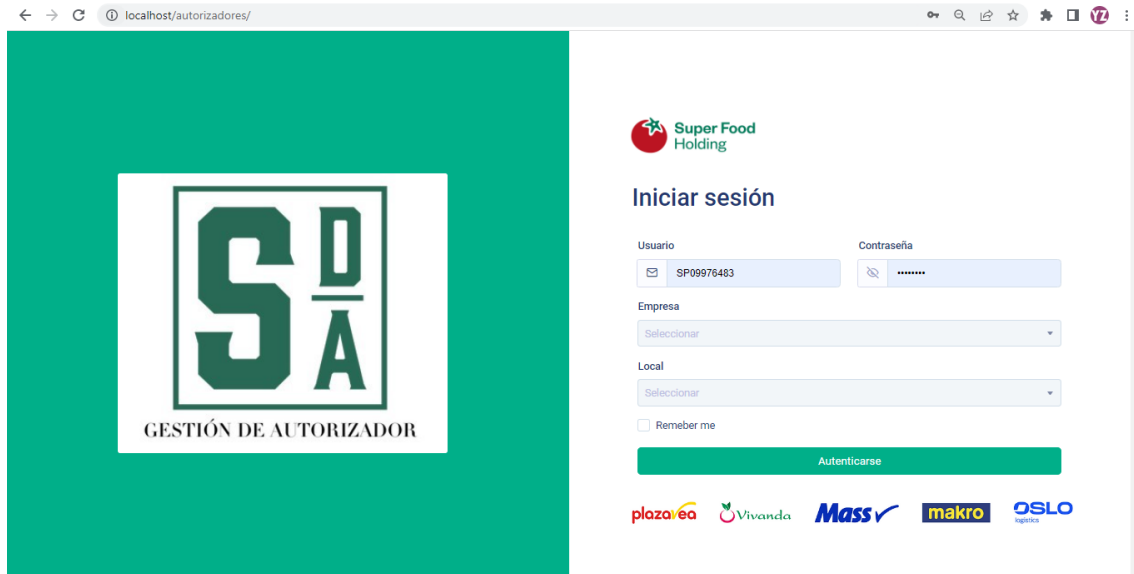 localhost/autorizadores/
YZ
SDA
GESTIÓN DE AUTORIZADOR
Super Food
Holding
Iniciar sesión
Usuario
Contraseña
SP09976483
••••••••
Empresa
Seleccionar
Local
Seleccionar
Remeber me
Autenticarse
plazavea
Vivanda
Mass
makro
OSLO
logistics